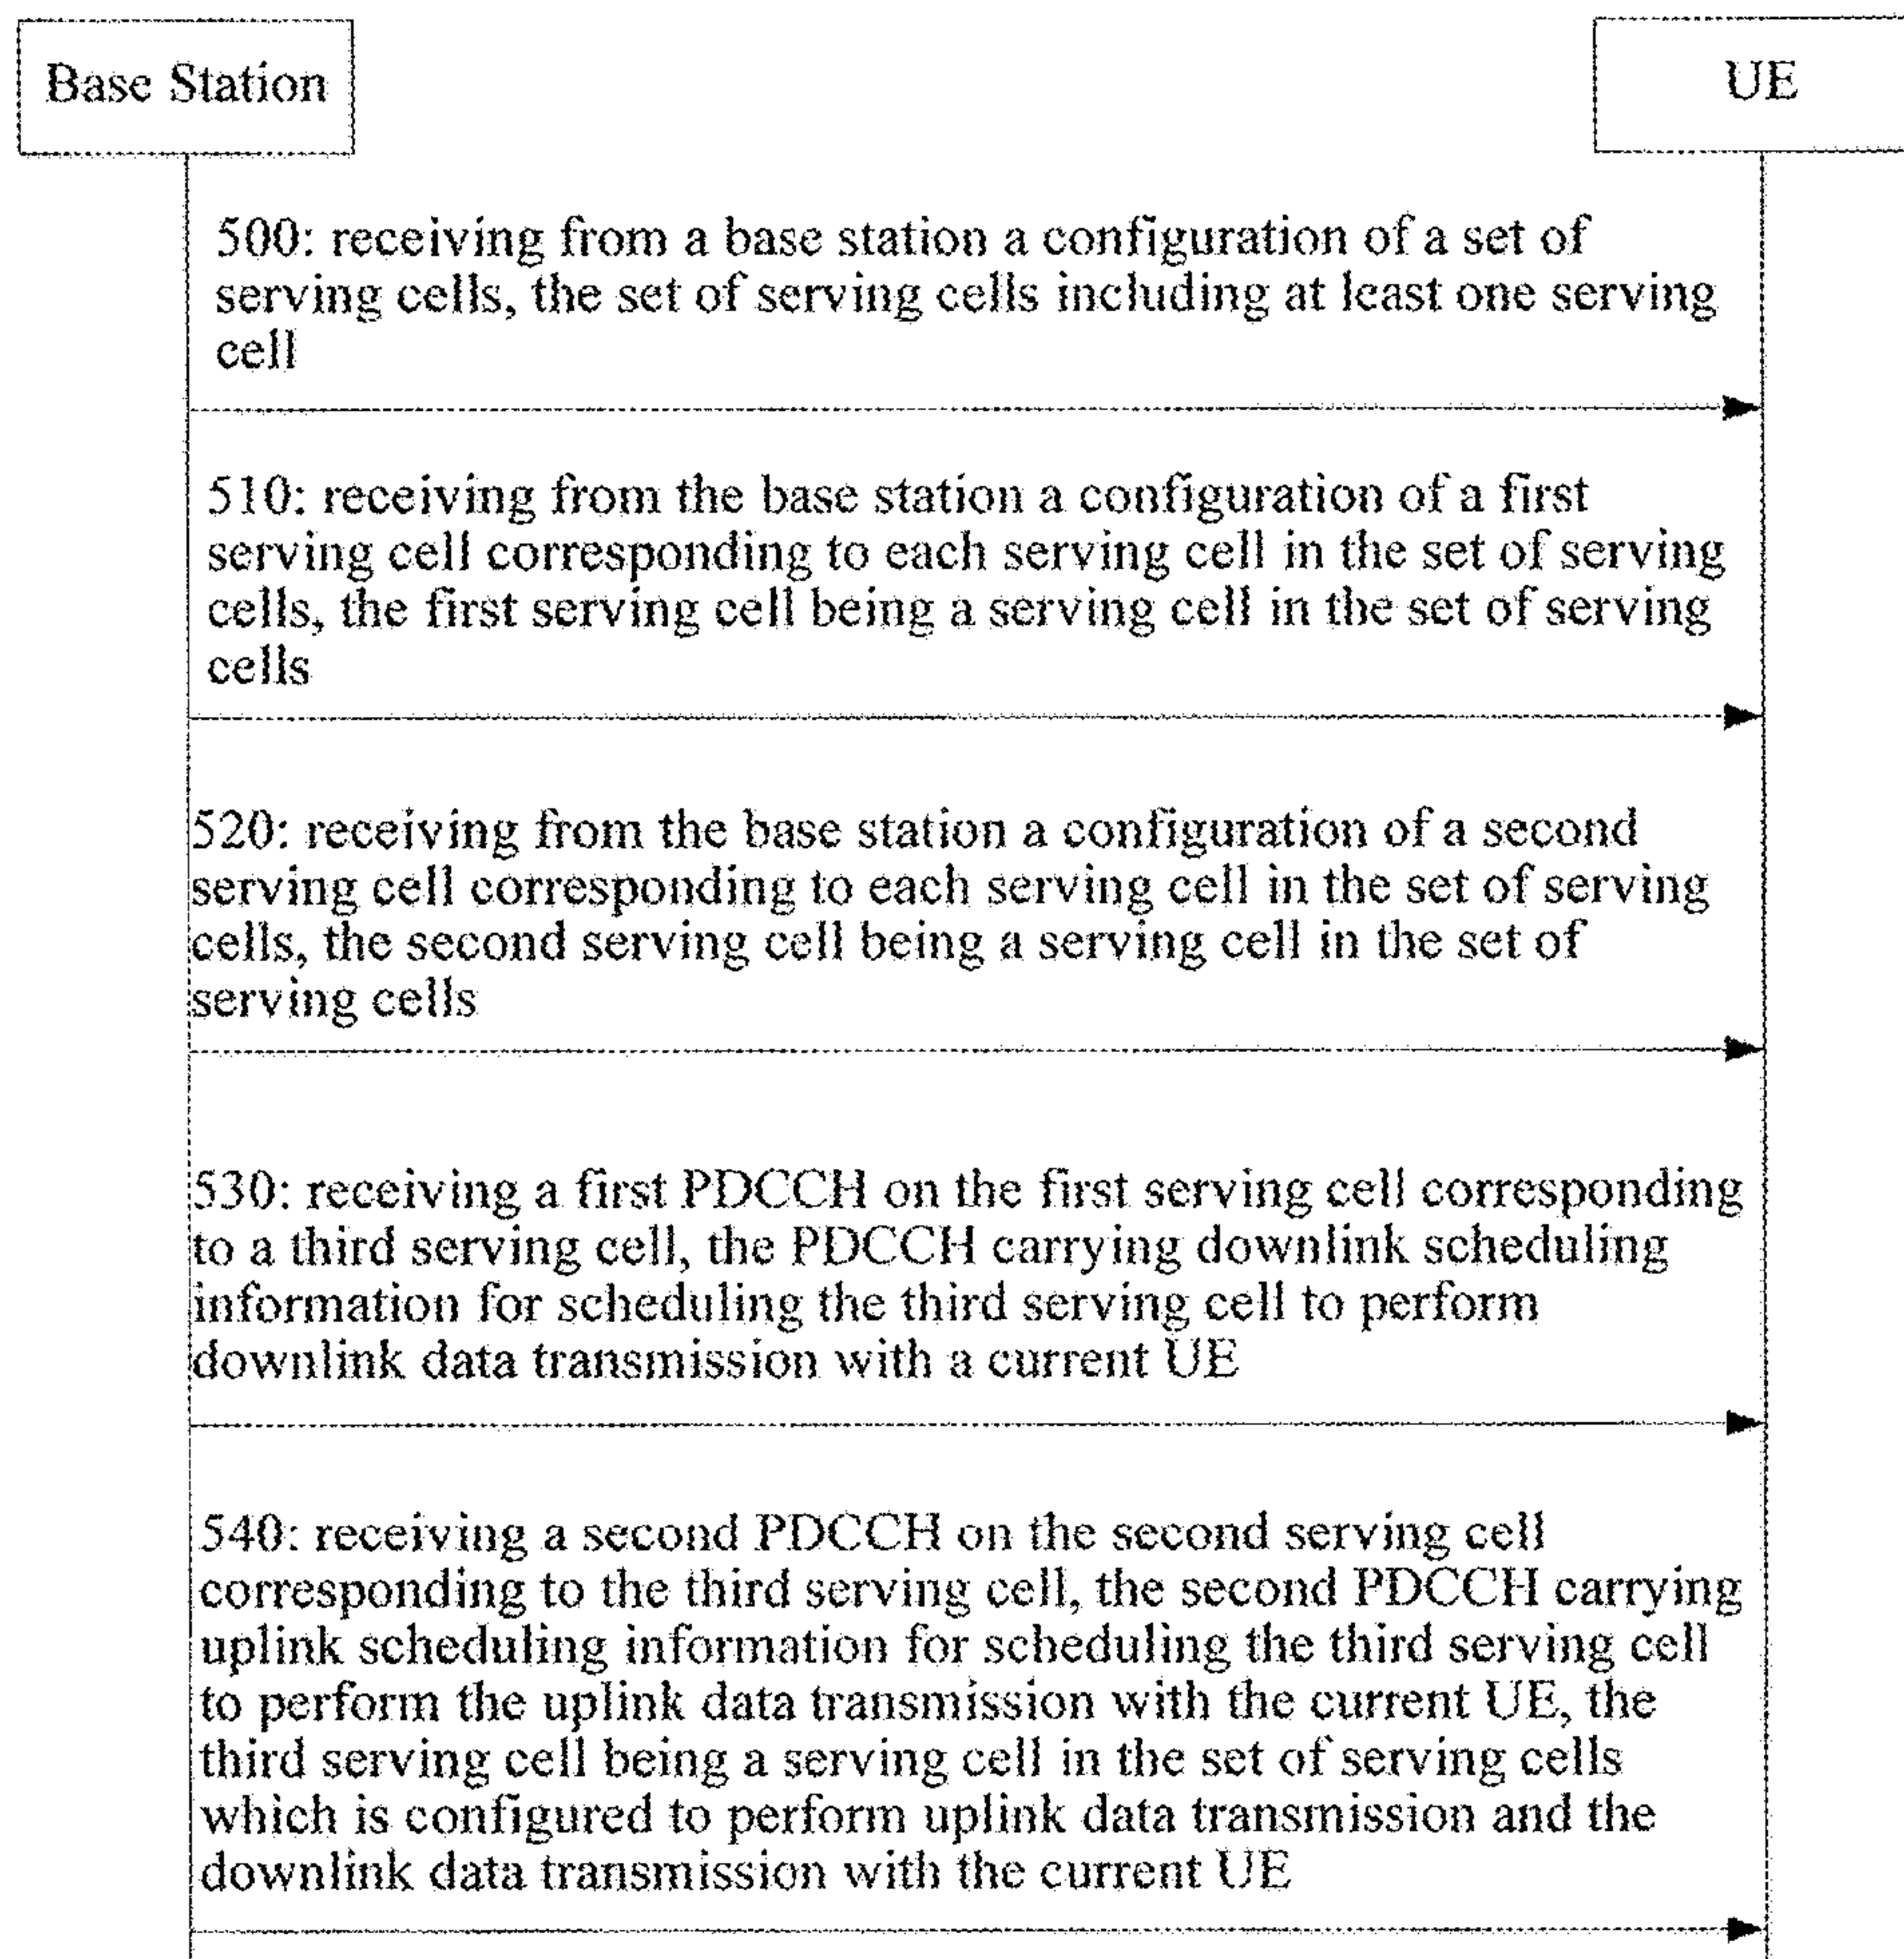 Base Station
UE
500: receiving from a base station a configuration of a set of
serving cells, the set of serving cells including at least one serving
cell
510: receiving from the base station a configuration of a first
serving cell corresponding to each serving cell in the set of serving
cells, the first serving cell being a serving cell in the set of serving
cells
520: receiving from the base station a configuration of a second
serving cell corresponding to each serving cell in the set of serving
cells, the second serving cell being a serving cell in the set of
serving cells
530: receiving a first PDCCH on the first serving cell corresponding
to a third serving cell, the PDCCH carrying downlink scheduling
information for scheduling the third serving cell to perform
downlink data transmission with a current UE
540: receiving a second PDCCH on the second serving cell
corresponding to the third serving cell, the second PDCCH carrying
uplink scheduling information for scheduling the third serving cell
to perform the uplink data transmission with the current UE, the
third serving cell being a serving cell in the set of serving cells
which is configured to perform uplink data transmission and the
downlink data transmission with the current UE